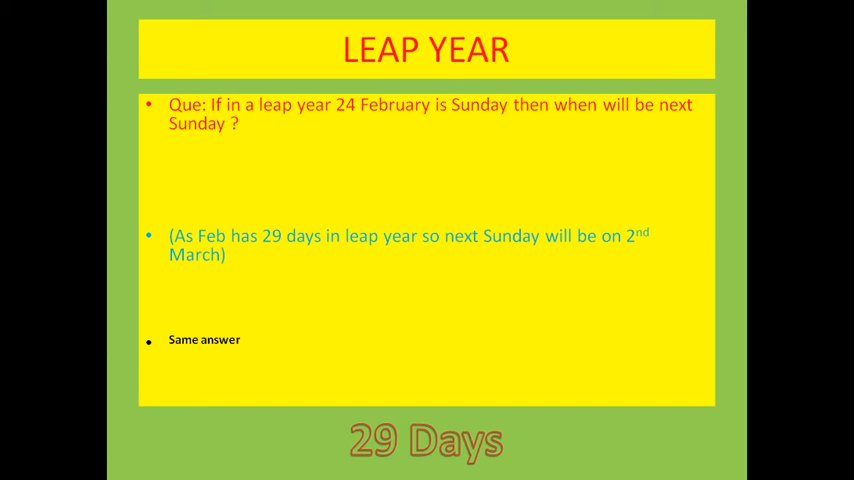 LEAP YEAR
• Que: If in a leap year 24 February is Sunday then when will be next
Sunday ?
• (As Feb has 29 days in leap year so next Sunday will be on 2nd
March)
• Same answer
29 Days